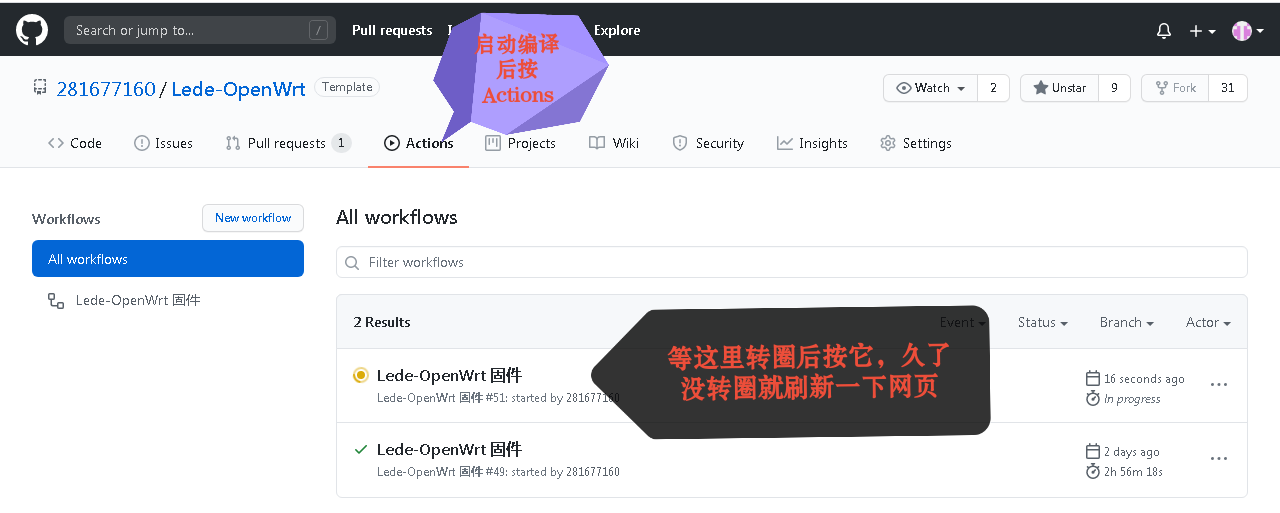 Search or jump to... /
Pull requests
Explore
启动编译
后按
Actions
281677160 / Lede-OpenWrt Template
Watch 2 Unstar 9 Fork 31
Code Issues Pull requests 1 Actions Projects Wiki Security Insights Settings
Workflows New workflow
All workflows
Lede-OpenWrt 固件
All workflows
Filter workflows
2 Results Event Status Branch Actor
Lede-OpenWrt 固件
Lede-OpenWrt 固件 #51: started by 281677160
16 seconds ago
In progress
等这里转圈后按它，久了
没转圈就刷新一下网页
Lede-OpenWrt 固件
Lede-OpenWrt 固件 #49: started by 281677160
2 days ago
2h 56m 18s